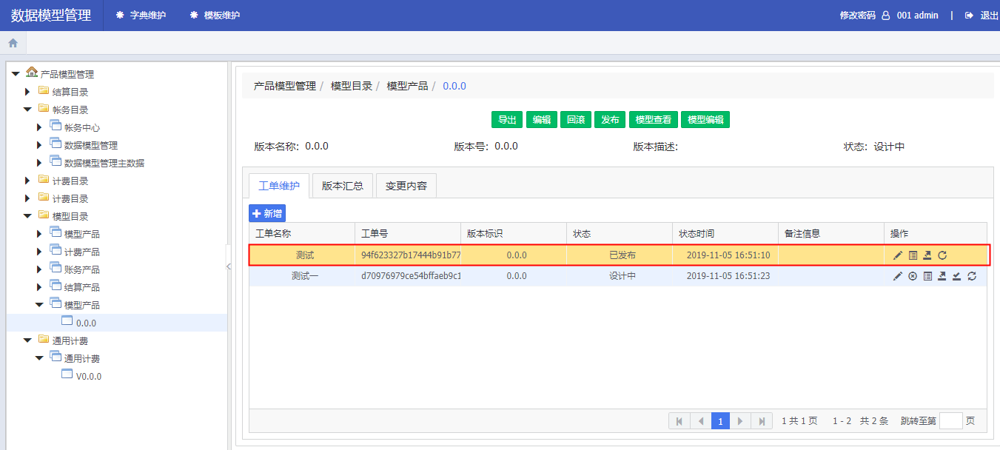 数据模型管理 字典维护 模板维护 修改密码 001 admin | 退出
产品模型管理
结算目录
帐务目录
帐务中心
数据模型管理
数据模型管理主数据
计费目录
计费目录
模型目录
模型产品
计费产品
账务产品
结算产品
模型产品
0.0.0
通用计费
通用计费
V0.0.0
产品模型管理 / 模型目录 / 模型产品 / 0.0.0
导出 编辑 回滚 发布 模型查看 模型编辑
版本名称: 0.0.0 版本号: 0.0.0 版本描述: 状态: 设计中
工单维护 版本汇总 变更内容
新增
工单名称 工单号 版本标识 状态 状态时间 备注信息 操作
测试 94f623327b17444b91b77 0.0.0 已发布 2019-11-05 16:51:10
测试一 d70976979ce54bffaeb9c1 0.0.0 设计中 2019-11-05 16:51:23
1 1 共 1 页 1 - 2 共 2 条 跳转至第 页